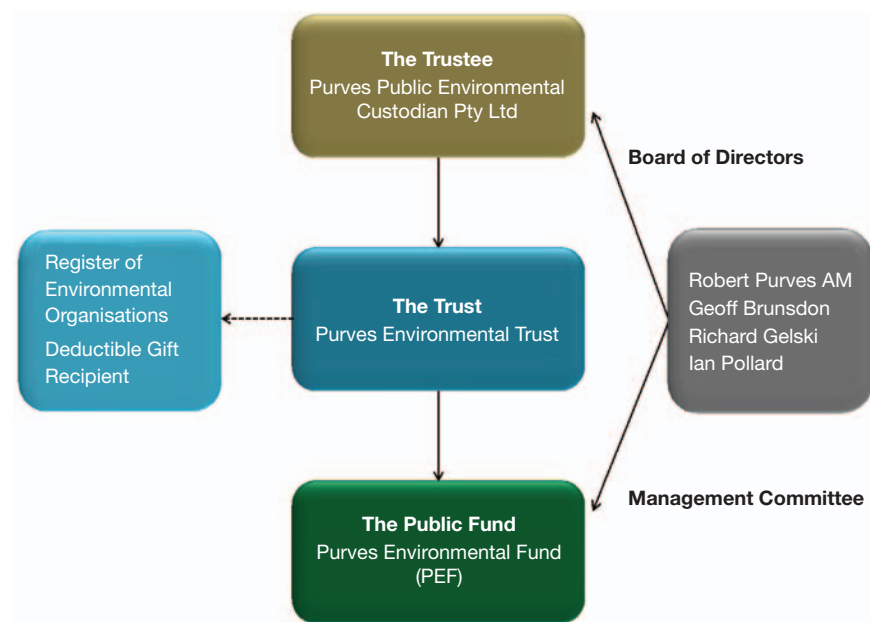 The Trustee
Purves Public Environmental
Custodian Pty Ltd
Board of Directors
Register of
Environmental
Organisations
Deductible Gift
Recipient
The Trust
Purves Environmental Trust
Robert Purves AM
Geoff Brunsdon
Richard Gelski
Ian Pollard
Management Committee
The Public Fund
Purves Environmental Fund
(PEF)